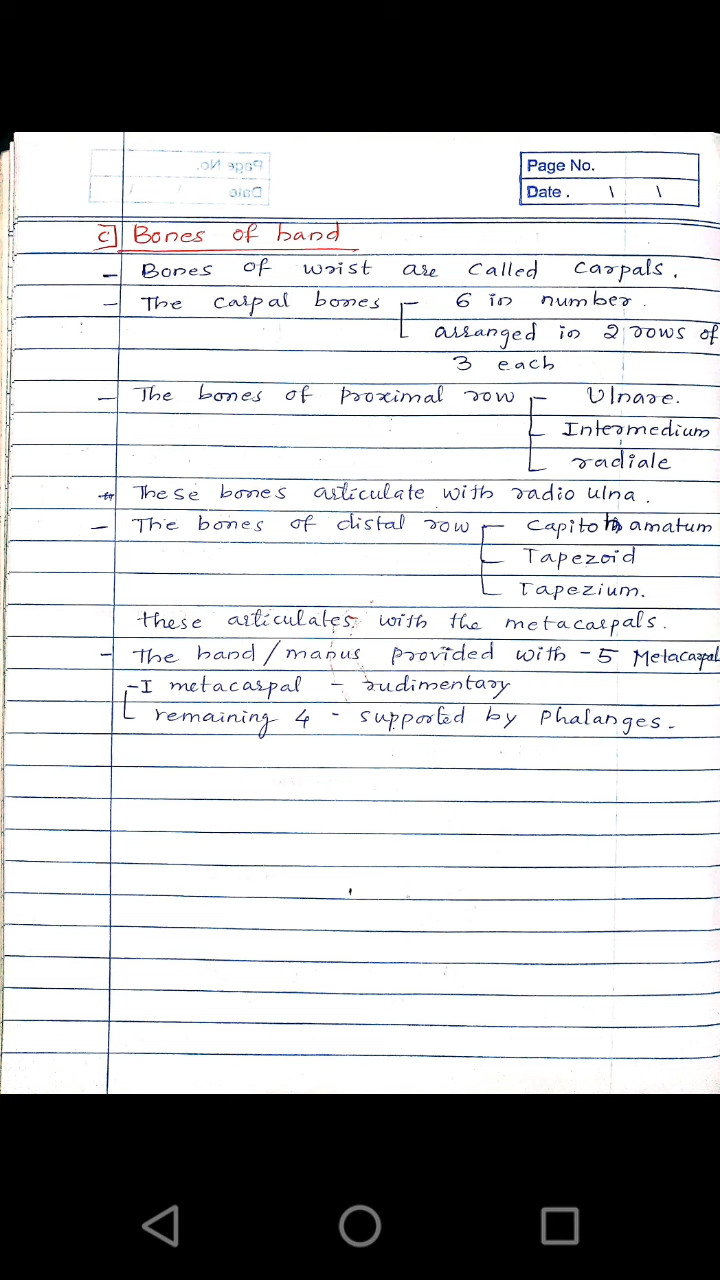 Page No.
Date . \ \
c] Bones of hand
- Bones of wrist are called carpals.
- The carpal bones - 6 in number.
arranged in 2 rows of
3 each
- The bones of proximal row - Ulnare.
- Intermedium
- radiale
These bones articulate with radio ulna.
- The bones of distal row - capito hamatum
- Tapezoid
- Tapezium.
these articulates with the metacarpals.
- The hand / manus provided with - 5 Metacarpal
- I metacarpal - rudimentary
remaining 4 - supported by Phalanges.